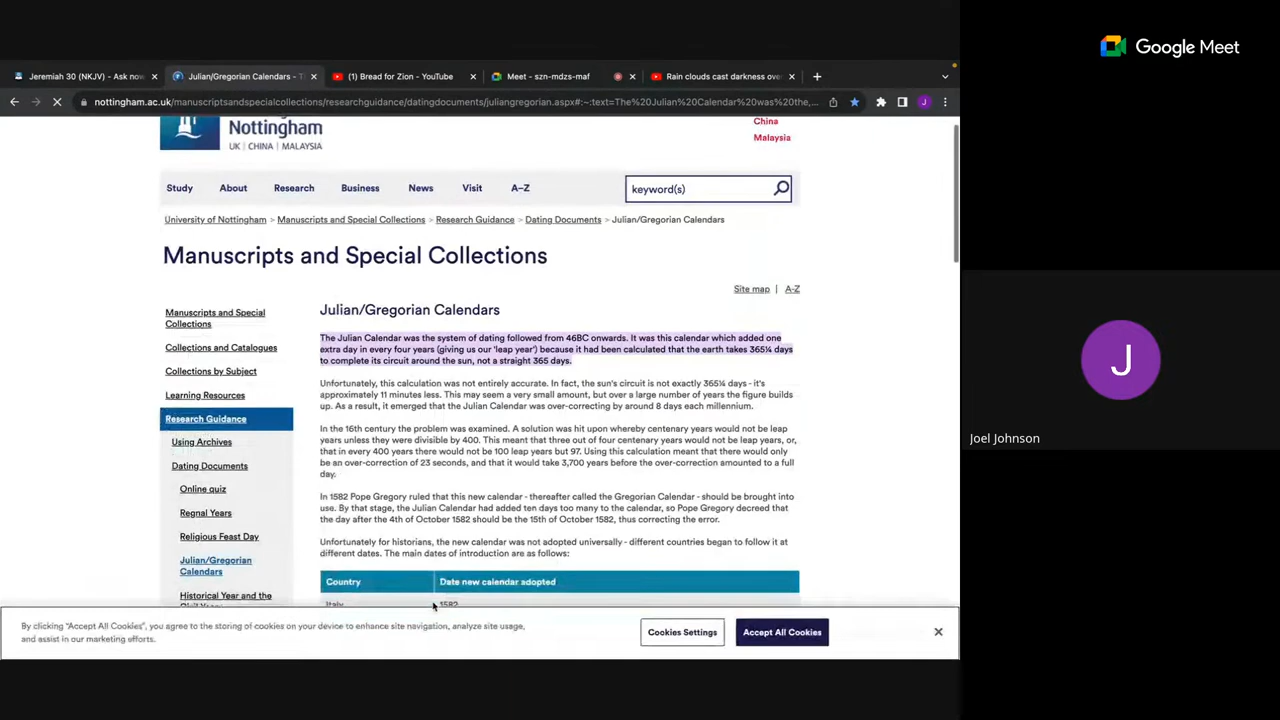 Google Meet
Jeremiah 30 (NKJV) - Ask now
Julian/Gregorian Calendars - T
(1) Bread for Zion - YouTube
Meet - szn-mdzs-maf
Rain clouds cast darkness ove
nottingham.ac.uk/manuscriptsandspecialcollections/researchguidance/datingdocuments/juliangregorian.aspx#:~:text=The%20Julian%20Calendar%20was%20the,...
J
Nottingham
UK | CHINA | MALAYSIA
China
Malaysia
Study About Research Business News Visit A–Z
keyword(s)
University of Nottingham > Manuscripts and Special Collections > Research Guidance > Dating Documents > Julian/Gregorian Calendars
Manuscripts and Special Collections
Site map | A-Z
Manuscripts and Special
Collections
Collections and Catalogues
Collections by Subject
Learning Resources
Research Guidance
Using Archives
Dating Documents
Online quiz
Regnal Years
Religious Feast Day
Julian/Gregorian
Calendars
Historical Year and the
Julian/Gregorian Calendars
The Julian Calendar was the system of dating followed from 46BC onwards. It was this calendar which added one
extra day in every four years (giving us our 'leap year') because it had been calculated that the earth takes 365¼ days
to complete its circuit around the sun, not a straight 365 days.
Unfortunately, this calculation was not entirely accurate. In fact, the sun's circuit is not exactly 365¼ days - it's
approximately 11 minutes less. This may seem a very small amount, but over a large number of years the figure builds
up. As a result, it emerged that the Julian Calendar was over-correcting by around 8 days each millennium.
In the 16th century the problem was examined. A solution was hit upon whereby centenary years would not be leap
years unless they were divisible by 400. This meant that three out of four centenary years would not be leap years, or,
that in every 400 years there would not be 100 leap years but 97. Using this calculation meant that there would only
be an over-correction of 23 seconds, and that it would take 3,700 years before the over-correction amounted to a full
day.
In 1582 Pope Gregory ruled that this new calendar - thereafter called the Gregorian Calendar - should be brought into
use. By that stage, the Julian Calendar had added ten days too many to the calendar, so Pope Gregory decreed that
the day after the 4th of October 1582 should be the 15th of October 1582, thus correcting the error.
Unfortunately for historians, the new calendar was not adopted universally - different countries began to follow it at
different dates. The main dates of introduction are as follows:
Country Date new calendar adopted
Italy 1582
By clicking “Accept All Cookies”, you agree to the storing of cookies on your device to enhance site navigation, analyze site usage,
and assist in our marketing efforts.
Cookies Settings
Accept All Cookies
J
Joel Johnson